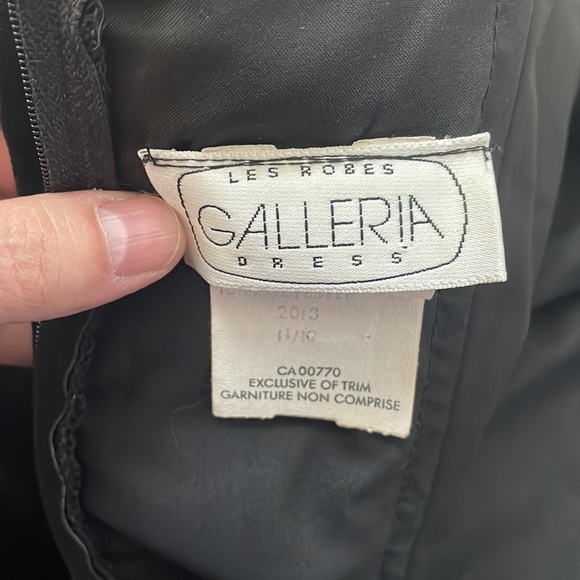 LES ROBES
GALLERIA
DRESS
2013
11/12
CA00770
EXCLUSIVE OF TRIM
GARNITURE NON COMPRISE